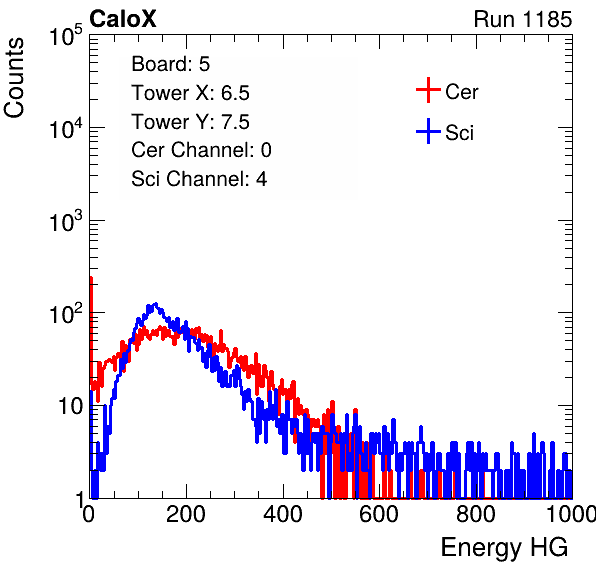 CaloX Run 1185
Counts
10^5
10^4
10^3
10^2
10
1
Board: 5
Tower X: 6.5
Tower Y: 7.5
Cer Channel: 0
Sci Channel: 4
Cer
Sci
0 200 400 600 800 1000
Energy HG